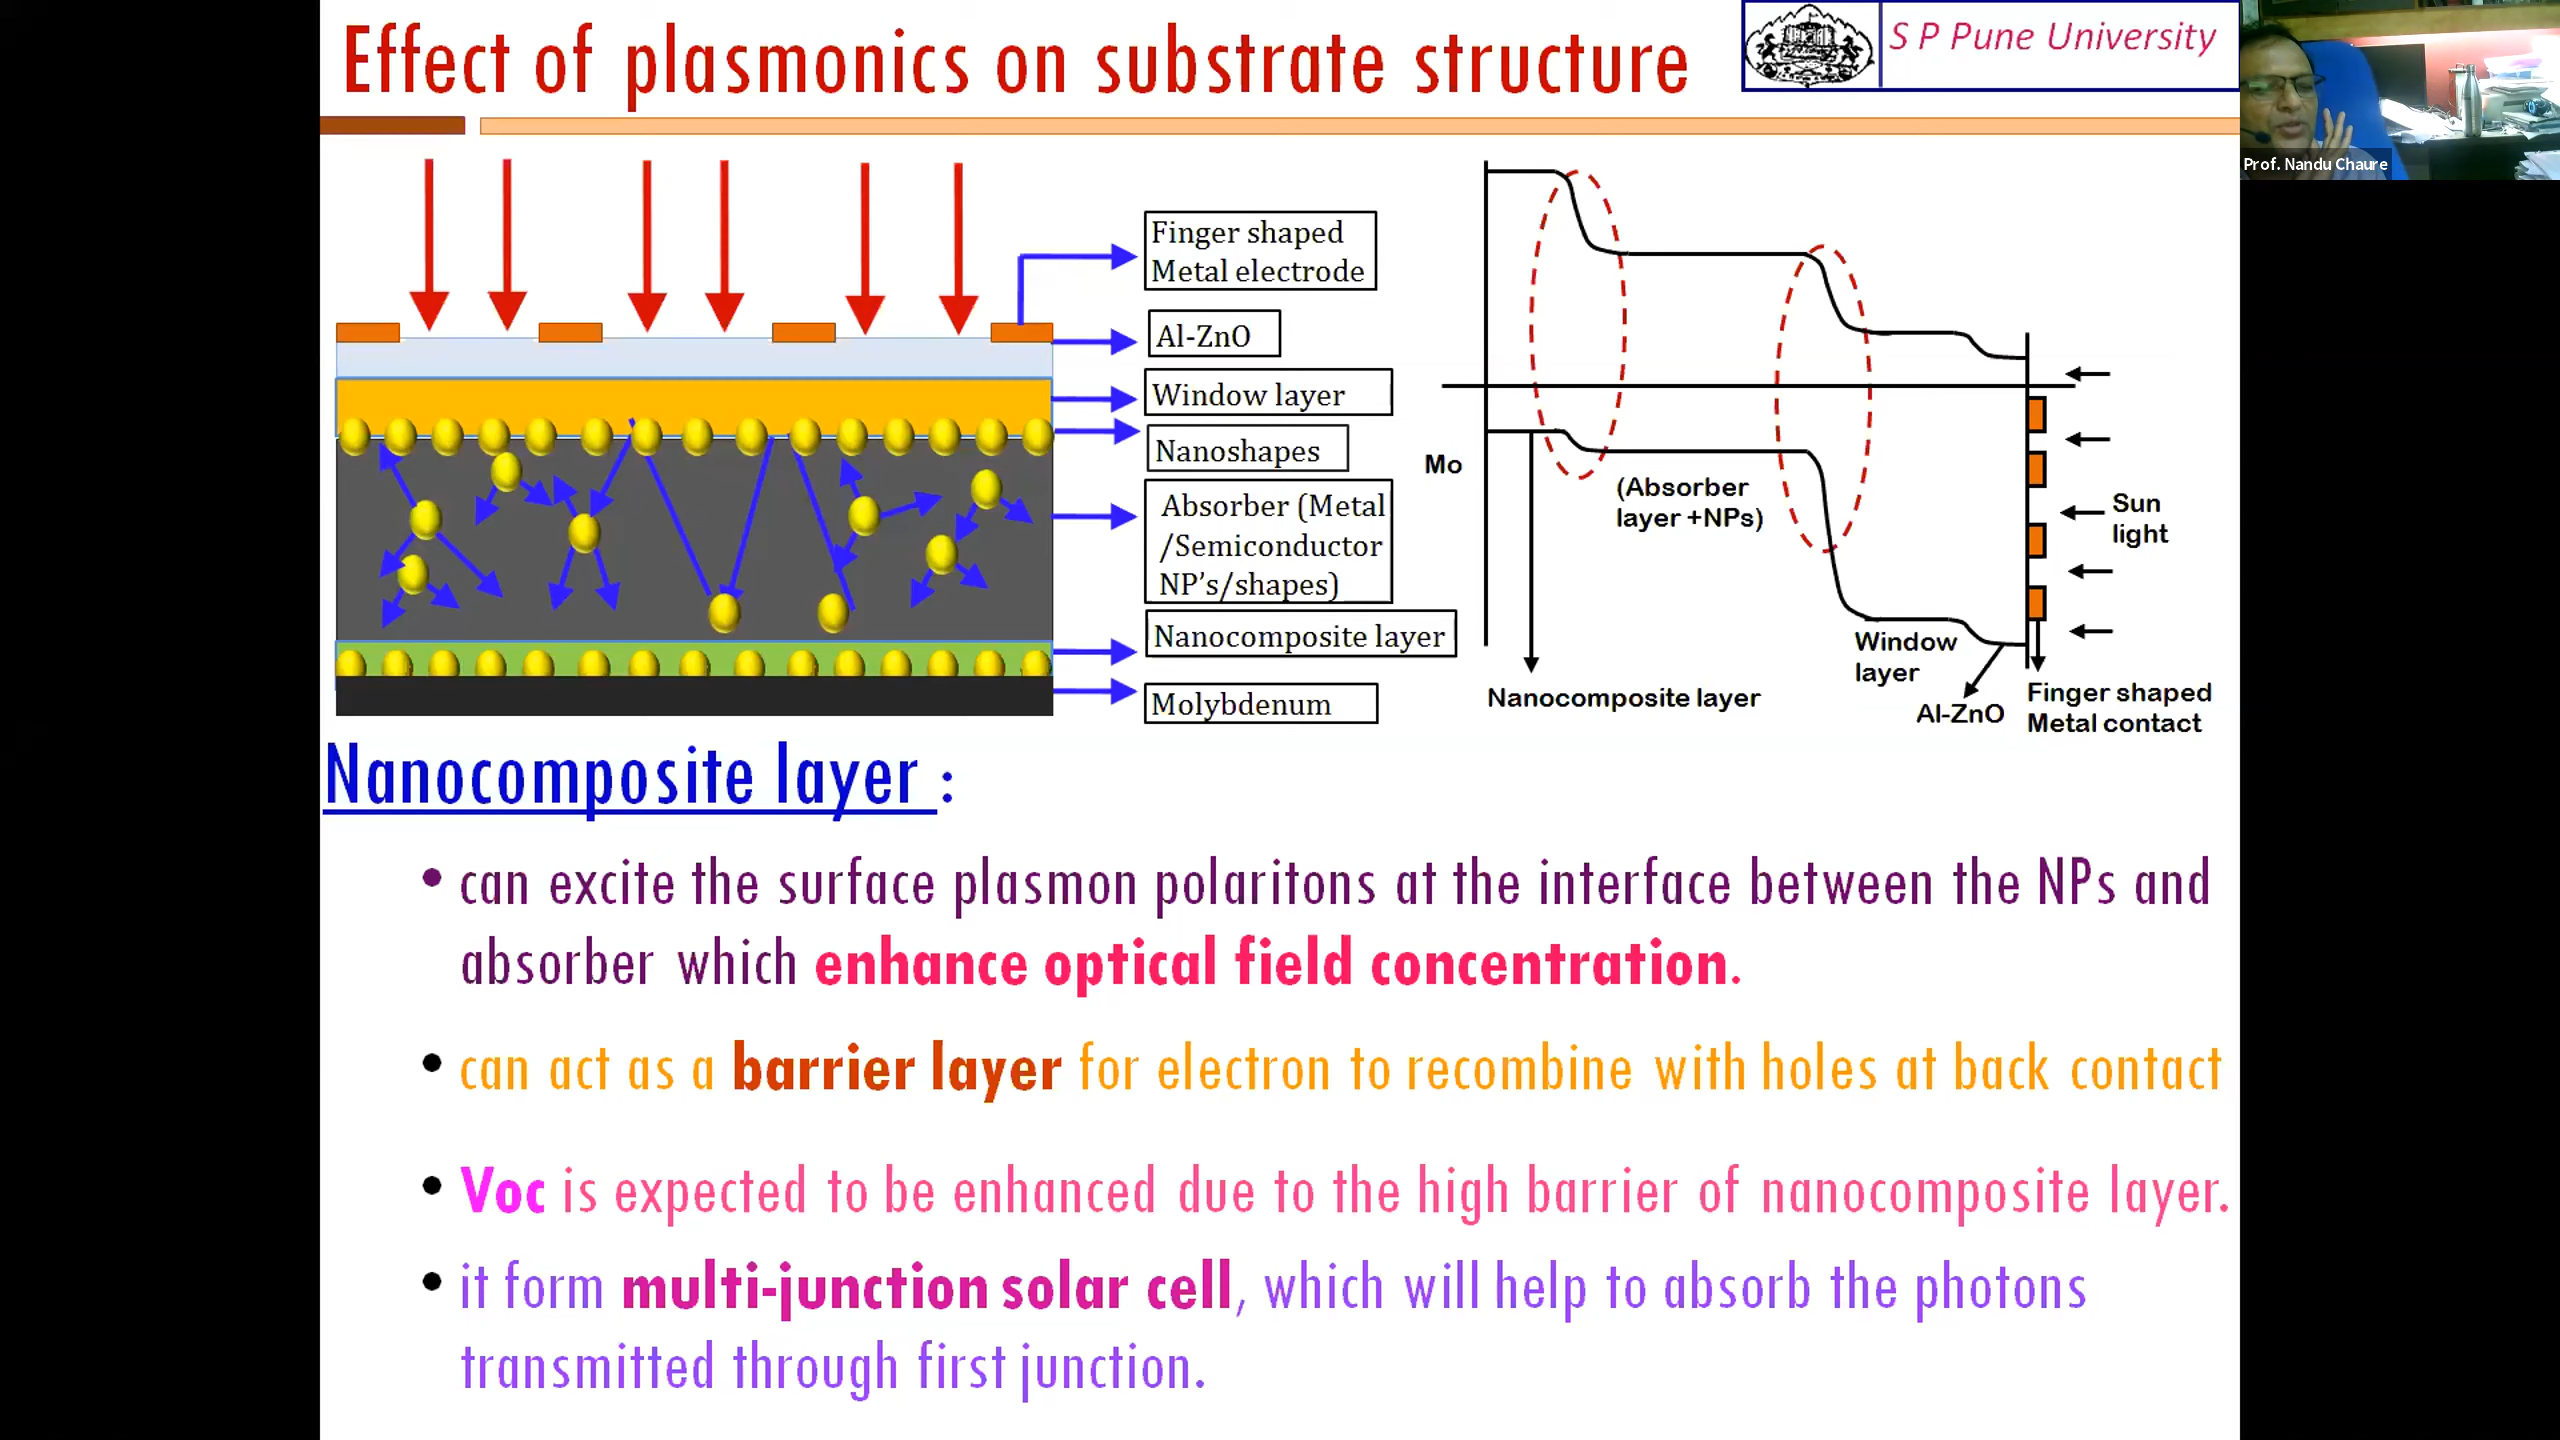 Effect of plasmonics on substrate structure
S P Pune University
Prof. Nandu Chaure
Finger shaped
Metal electrode
Al-ZnO
Window layer
Nanoshapes
Absorber (Metal
/Semiconductor
NP's/shapes)
Nanocomposite layer
Molybdenum
Mo
(Absorber
layer +NPs)
Sun
light
Window
layer
Nanocomposite layer
Al-ZnO
Finger shaped
Metal contact
Nanocomposite layer :
• can excite the surface plasmon polaritons at the interface between the NPs and
absorber which enhance optical field concentration.
• can act as a barrier layer for electron to recombine with holes at back contact
• Voc is expected to be enhanced due to the high barrier of nanocomposite layer.
• it form multi-junction solar cell, which will help to absorb the photons
transmitted through first junction.